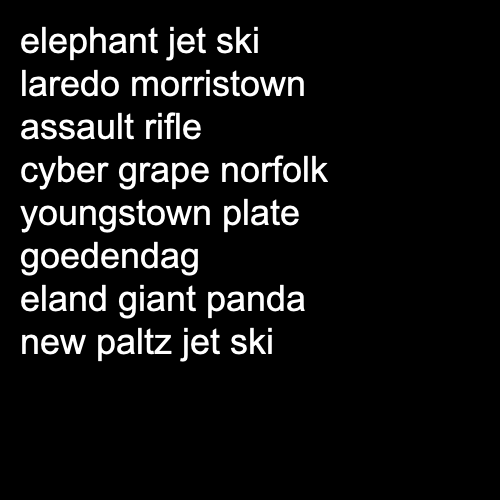 elephant jet ski
laredo morristown
assault rifle
cyber grape norfolk
youngstown plate
goedendag
eland giant panda
new paltz jet ski